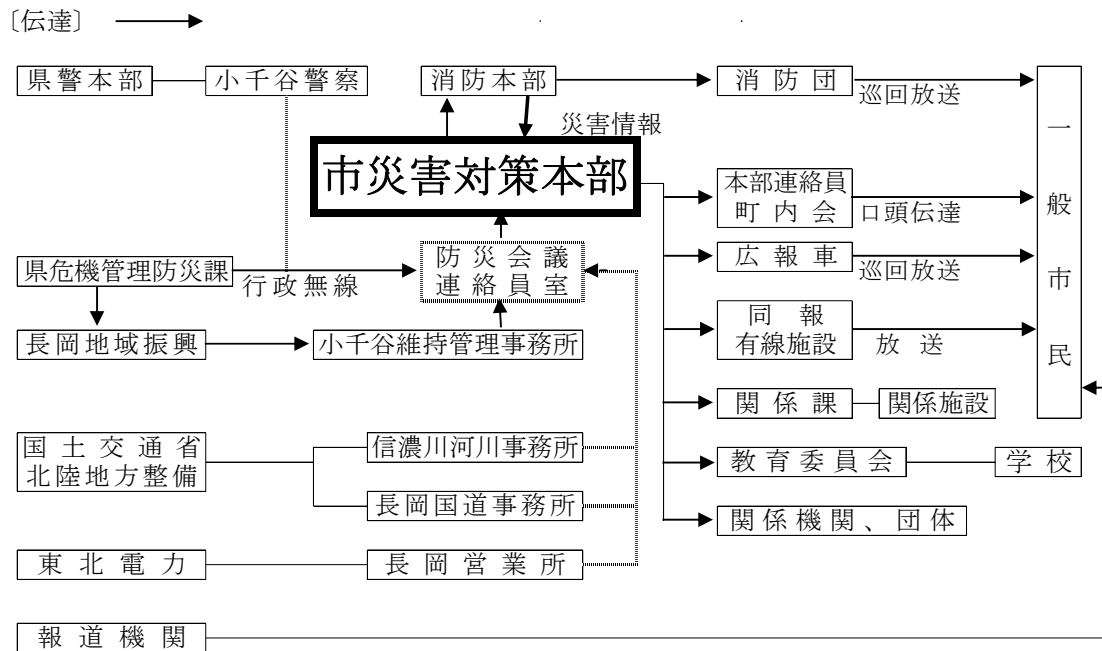 〔伝達〕
県警本部
小千谷警察
消防本部
消防団
巡回放送
災害情報
一般市民
市災害対策本部
本部連絡員
町内会
口頭伝達
防災会議
連絡員室
広報車
巡回放送
県危機管理防災課
行政無線
同報
有線施設
放送
長岡地域振興
小千谷維持管理事務所
関係課
関係施設
国土交通省
北陸地方整備
信濃川河川事務所
教育委員会
学校
長岡国道事務所
関係機関、団体
東北電力
長岡営業所
報道機関